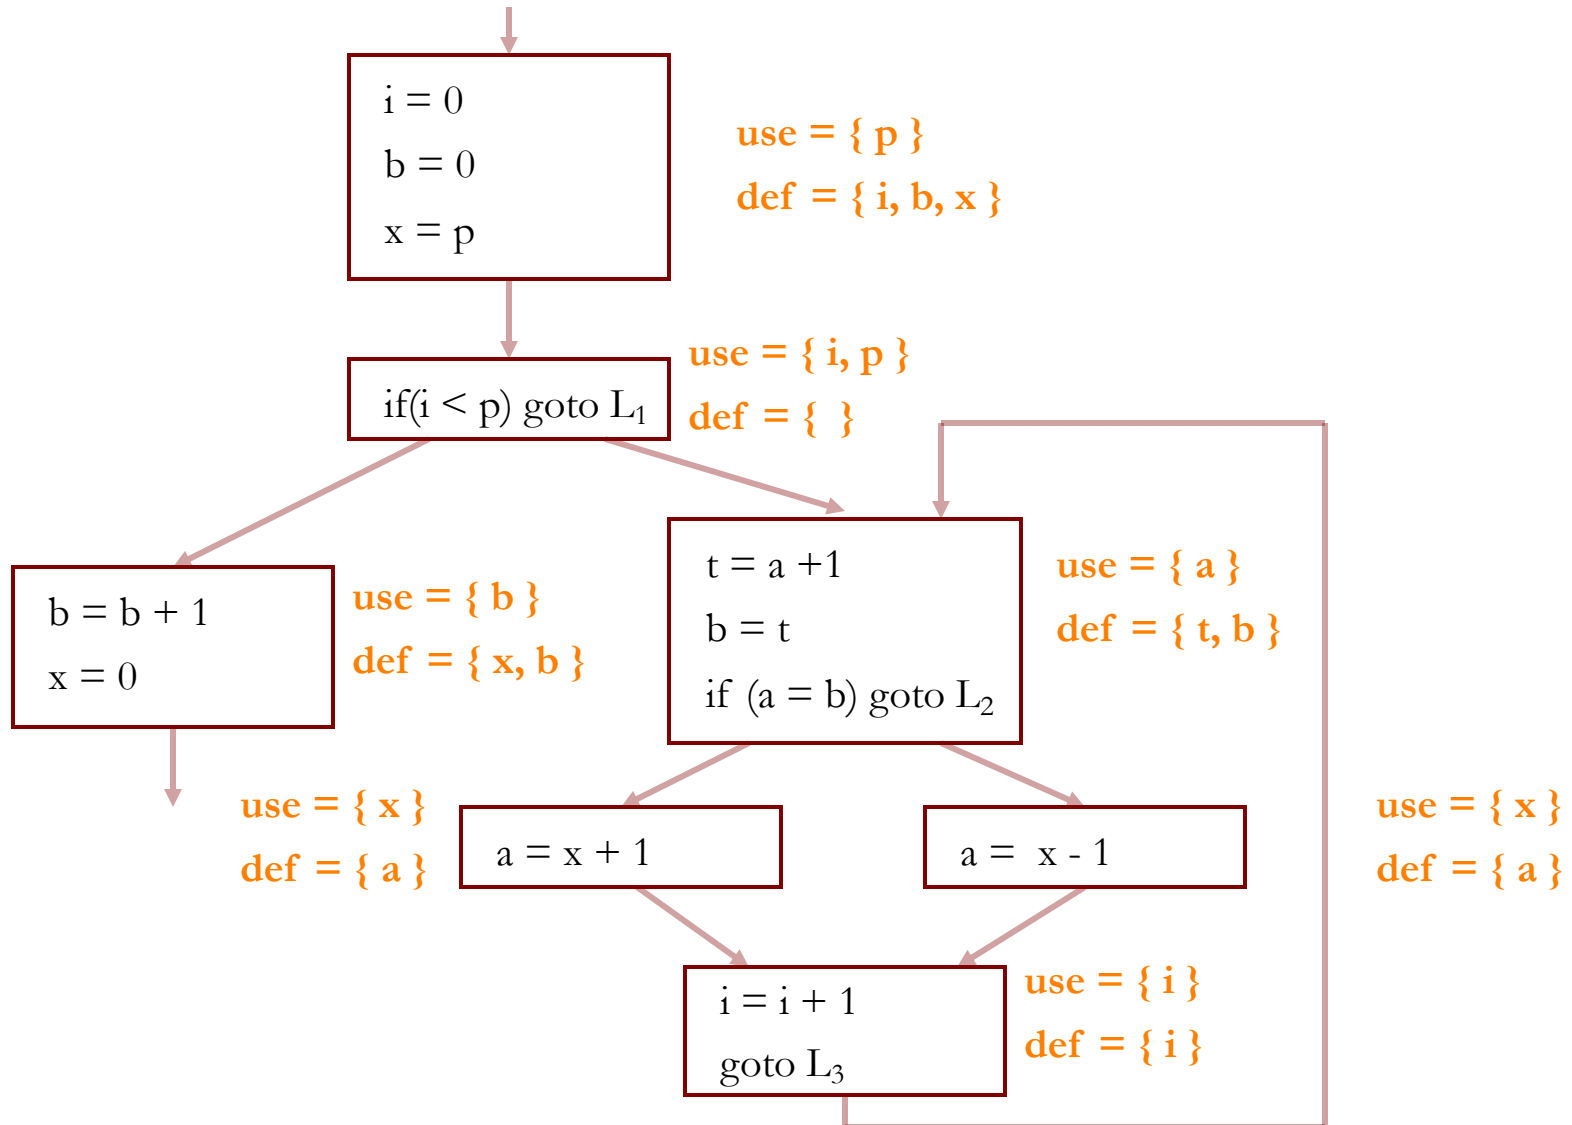 i = 0
b = 0
x = p
use = { p }
def = { i, b, x }
if(i < p) goto L₁
use = { i, p }
def = { }
b = b + 1
x = 0
use = { b }
def = { x, b }
t = a +1
b = t
if (a = b) goto L₂
use = { a }
def = { t, b }
use = { x }
def = { a }
a = x + 1
a = x - 1
use = { x }
def = { a }
i = i + 1
goto L₃
use = { i }
def = { i }